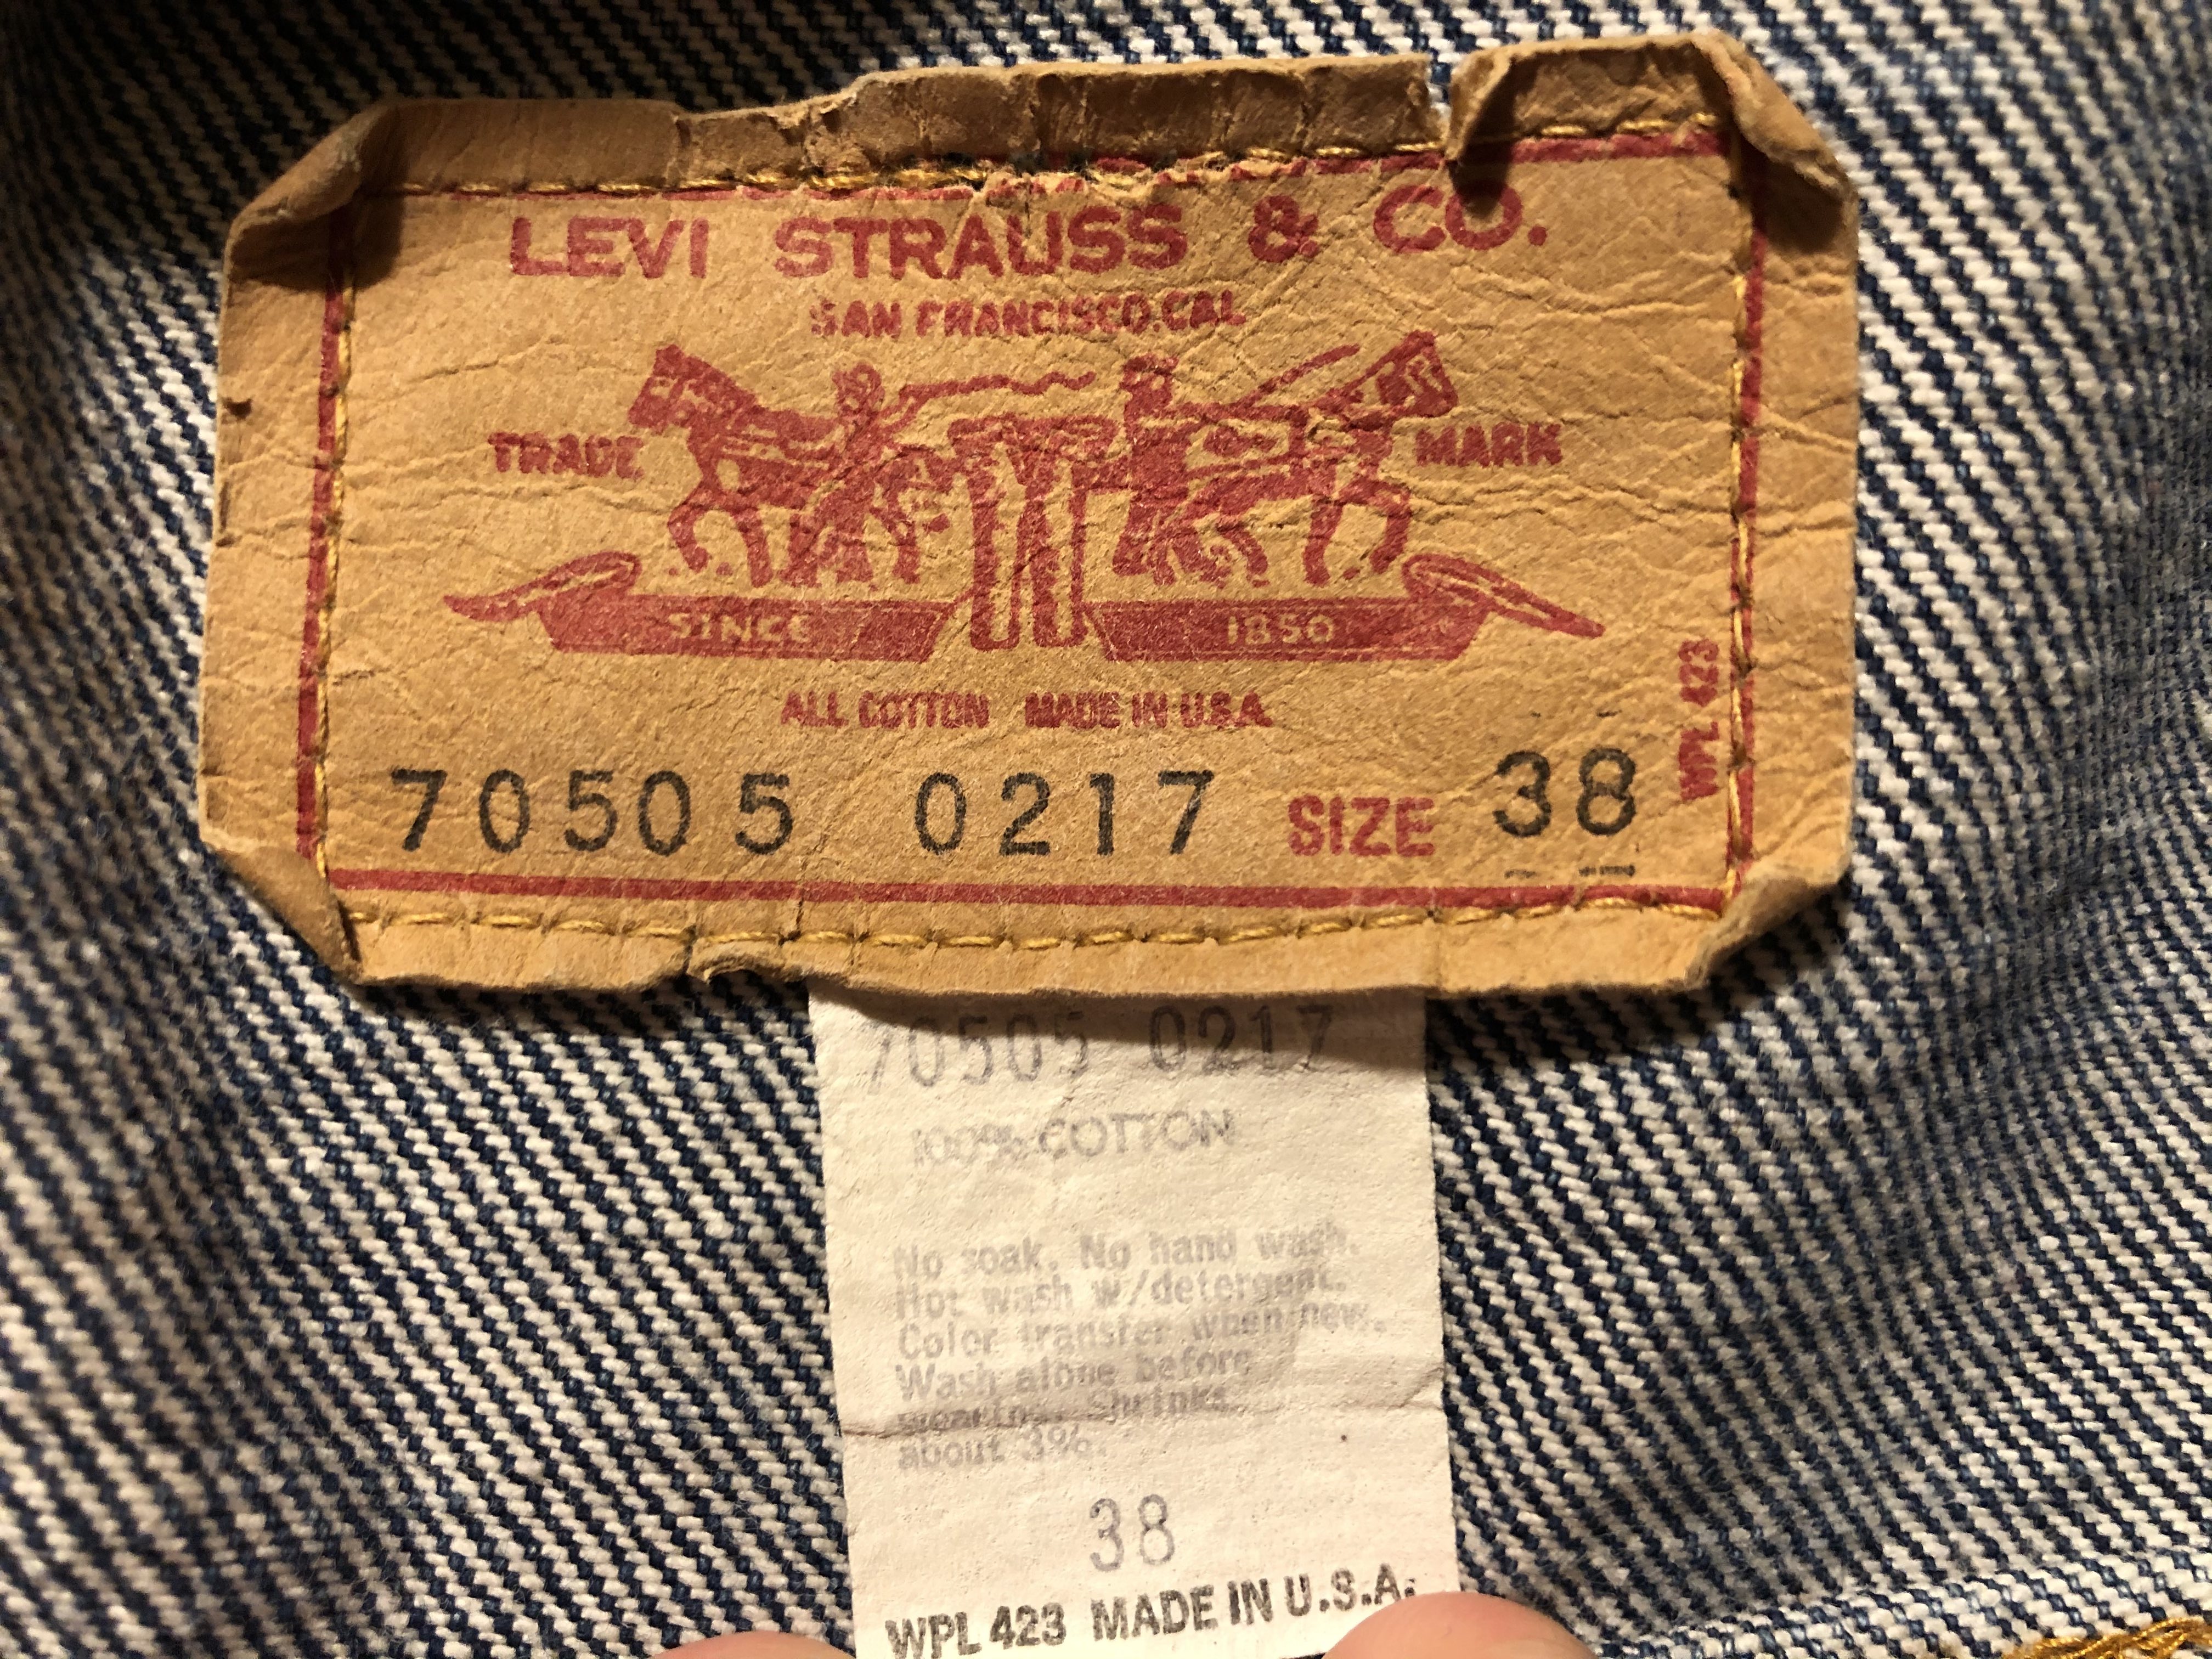 LEVI STRAUSS & CO.
SAN FRANCISCO, CAL
TRADE MARK
SINCE 1850
ALL COTTON MADE IN U.S.A.
WPL 423
70505 0217 SIZE 38
70505 0217
100% COTTON
No soak. No hand wash.
Hot wash w/detergent.
Color transfer when new.
Wash alone before
wearing. Shrinks
about 3%.
38
WPL 423 MADE IN U.S.A.